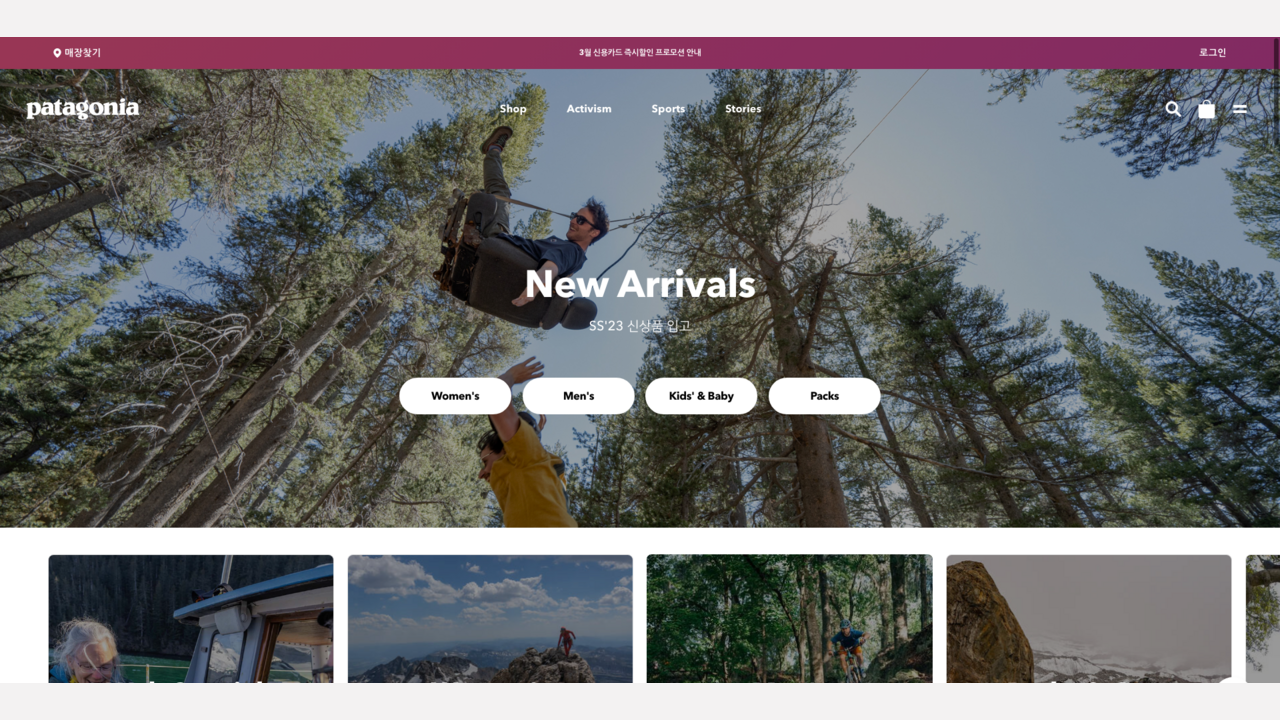 매장찾기
3월 신용카드 즉시할인 프로모션 안내
로그인
patagonia
Shop
Activism
Sports
Stories
New Arrivals
SS'23 신상품 입고
Women's
Men's
Kids' & Baby
Packs